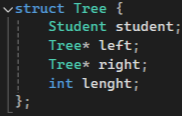 struct Tree {
Student student;
Tree* left;
Tree* right;
int lenght;
};